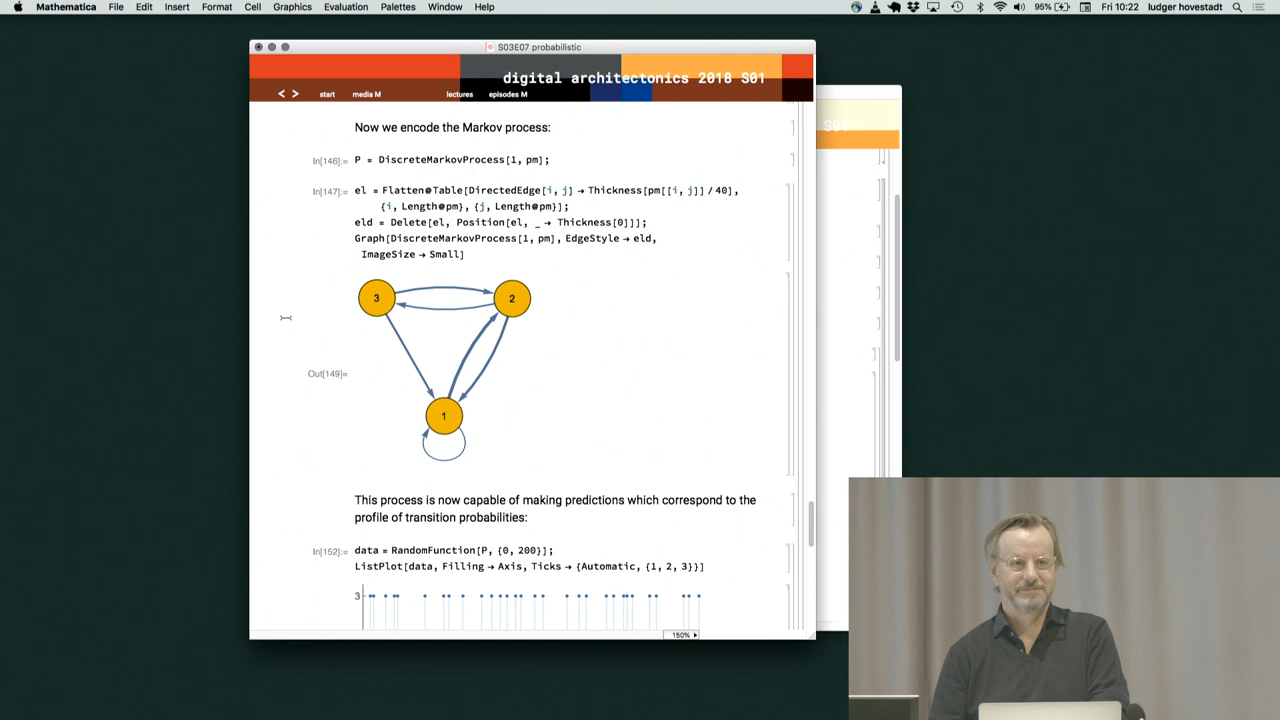 Mathematica File Edit Insert Format Cell Graphics Evaluation Palettes Window Help 95% Fri 10:22 ludger hovestadt
S03E07 probabilistic
digital architectonics 2018 S01
< > start media M lectures episodes M
S01
Now we encode the Markov process:
In[146]:= P = DiscreteMarkovProcess[1, pm];
In[147]:= el = Flatten@Table[DirectedEdge[i, j] → Thickness[pm[[i, j]] / 40],
{i, Length@pm}, {j, Length@pm}];
eld = Delete[el, Position[el, _ → Thickness[0]]];
Graph[DiscreteMarkovProcess[1, pm], EdgeStyle → eld,
ImageSize → Small]
3 2
Out[149]=
1
This process is now capable of making predictions which correspond to the
profile of transition probabilities:
In[152]:= data = RandomFunction[P, {0, 200}];
ListPlot[data, Filling → Axis, Ticks → {Automatic, {1, 2, 3}}]
3
150%